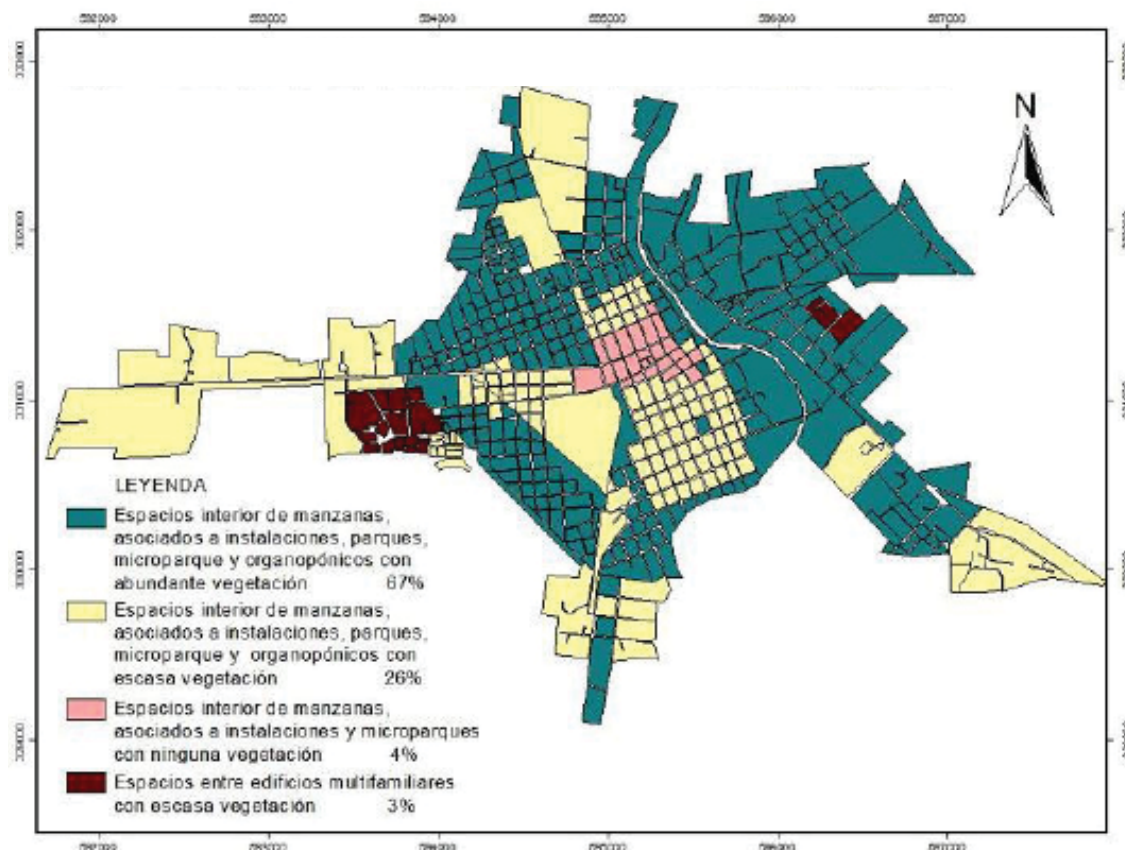 N
LEYENDA
Espacios interior de manzanas,
asociados a instalaciones, parques,
microparque y organopónicos con
abundante vegetación 67%
Espacios interior de manzanas,
asociados a instalaciones, parques,
microparque y organopónicos con
escasa vegetación 26%
Espacios interior de manzanas,
asociados a instalaciones y microparques
con ninguna vegetación 4%
Espacios entre edificios multifamiliares
con escasa vegetación 3%